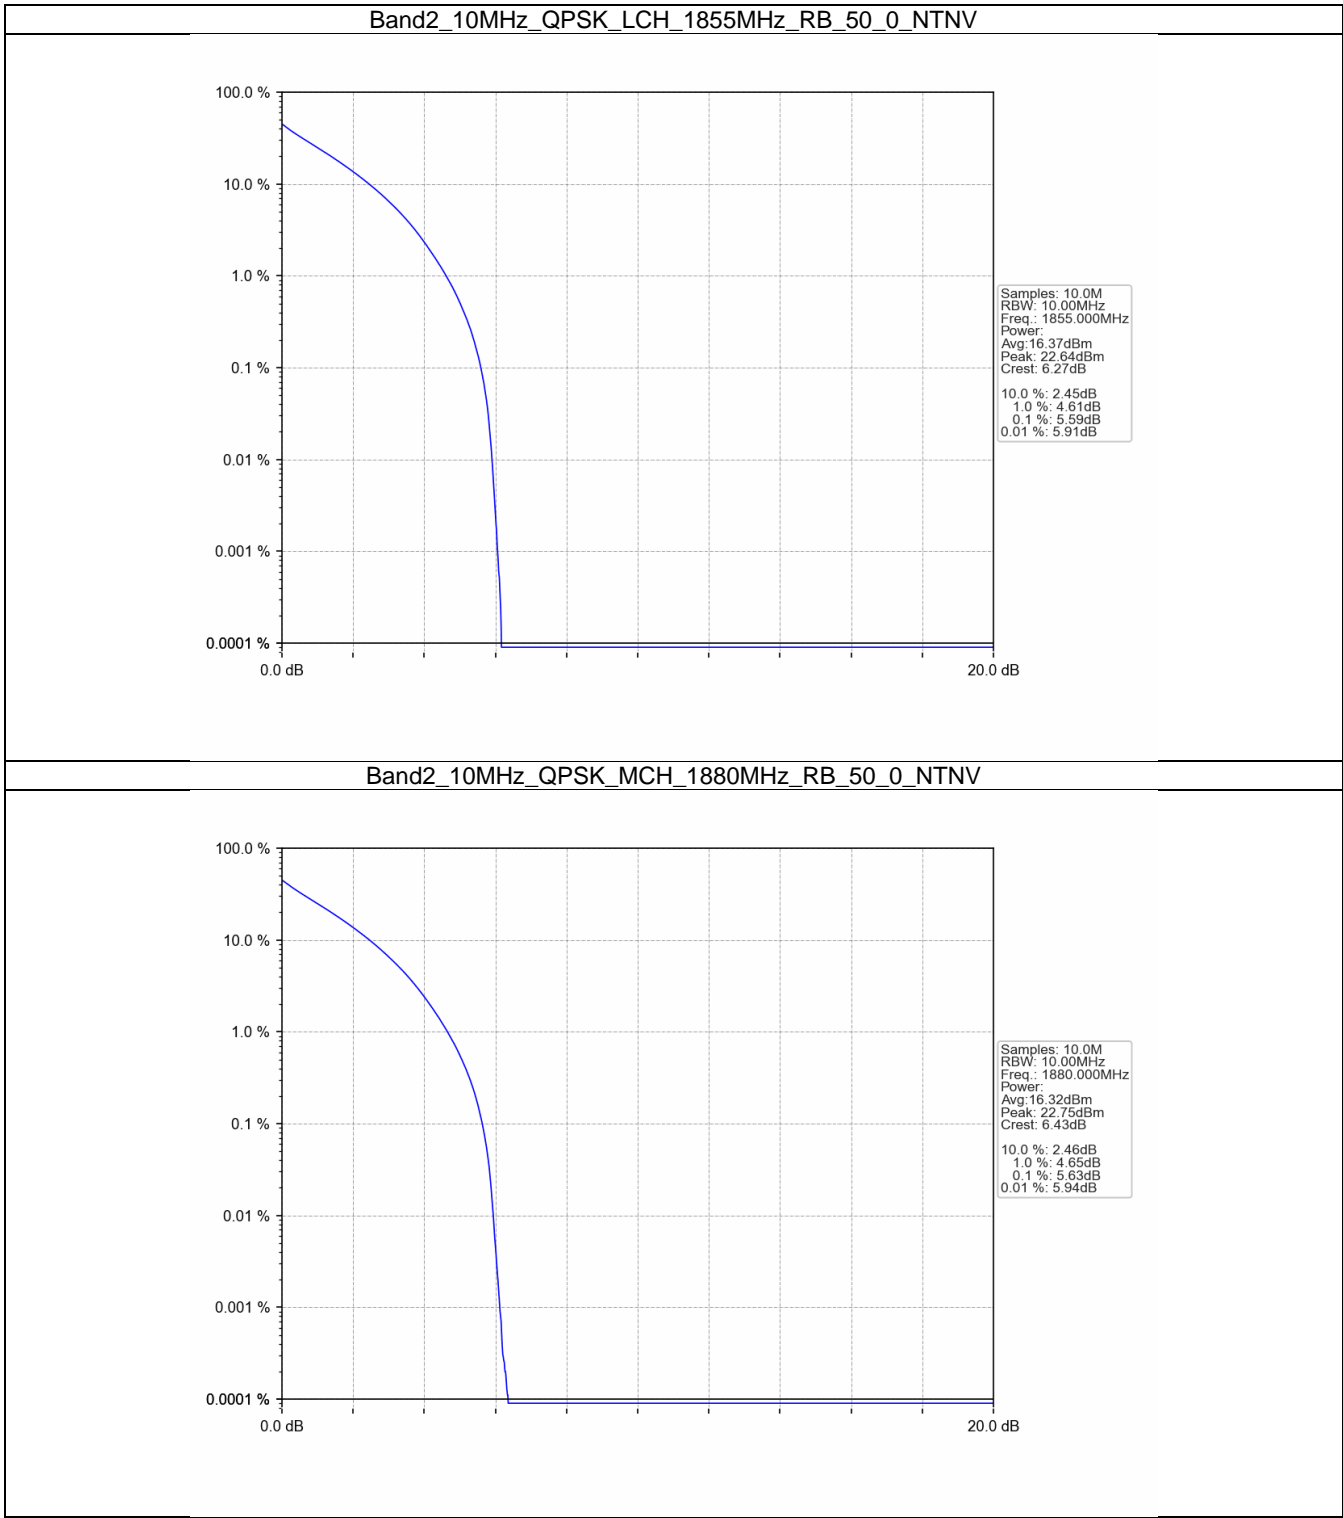 Band2_10MHz_QPSK_LCH_1855MHz_RB_50_0_NTNV
100.0 %
10.0 %
1.0 %
0.1 %
0.01 %
0.001 %
0.0001 %
0.0 dB
20.0 dB
Samples: 10.0M
RBW: 10.00MHz
Freq.: 1855.000MHz
Power:
Avg:16.37dBm
Peak: 22.64dBm
Crest: 6.27dB
10.0 %: 2.45dB
1.0 %: 4.61dB
0.1 %: 5.59dB
0.01 %: 5.91dB
Band2_10MHz_QPSK_MCH_1880MHz_RB_50_0_NTNV
100.0 %
10.0 %
1.0 %
0.1 %
0.01 %
0.001 %
0.0001 %
0.0 dB
20.0 dB
Samples: 10.0M
RBW: 10.00MHz
Freq.: 1880.000MHz
Power:
Avg:16.32dBm
Peak: 22.75dBm
Crest: 6.43dB
10.0 %: 2.46dB
1.0 %: 4.65dB
0.1 %: 5.63dB
0.01 %: 5.94dB